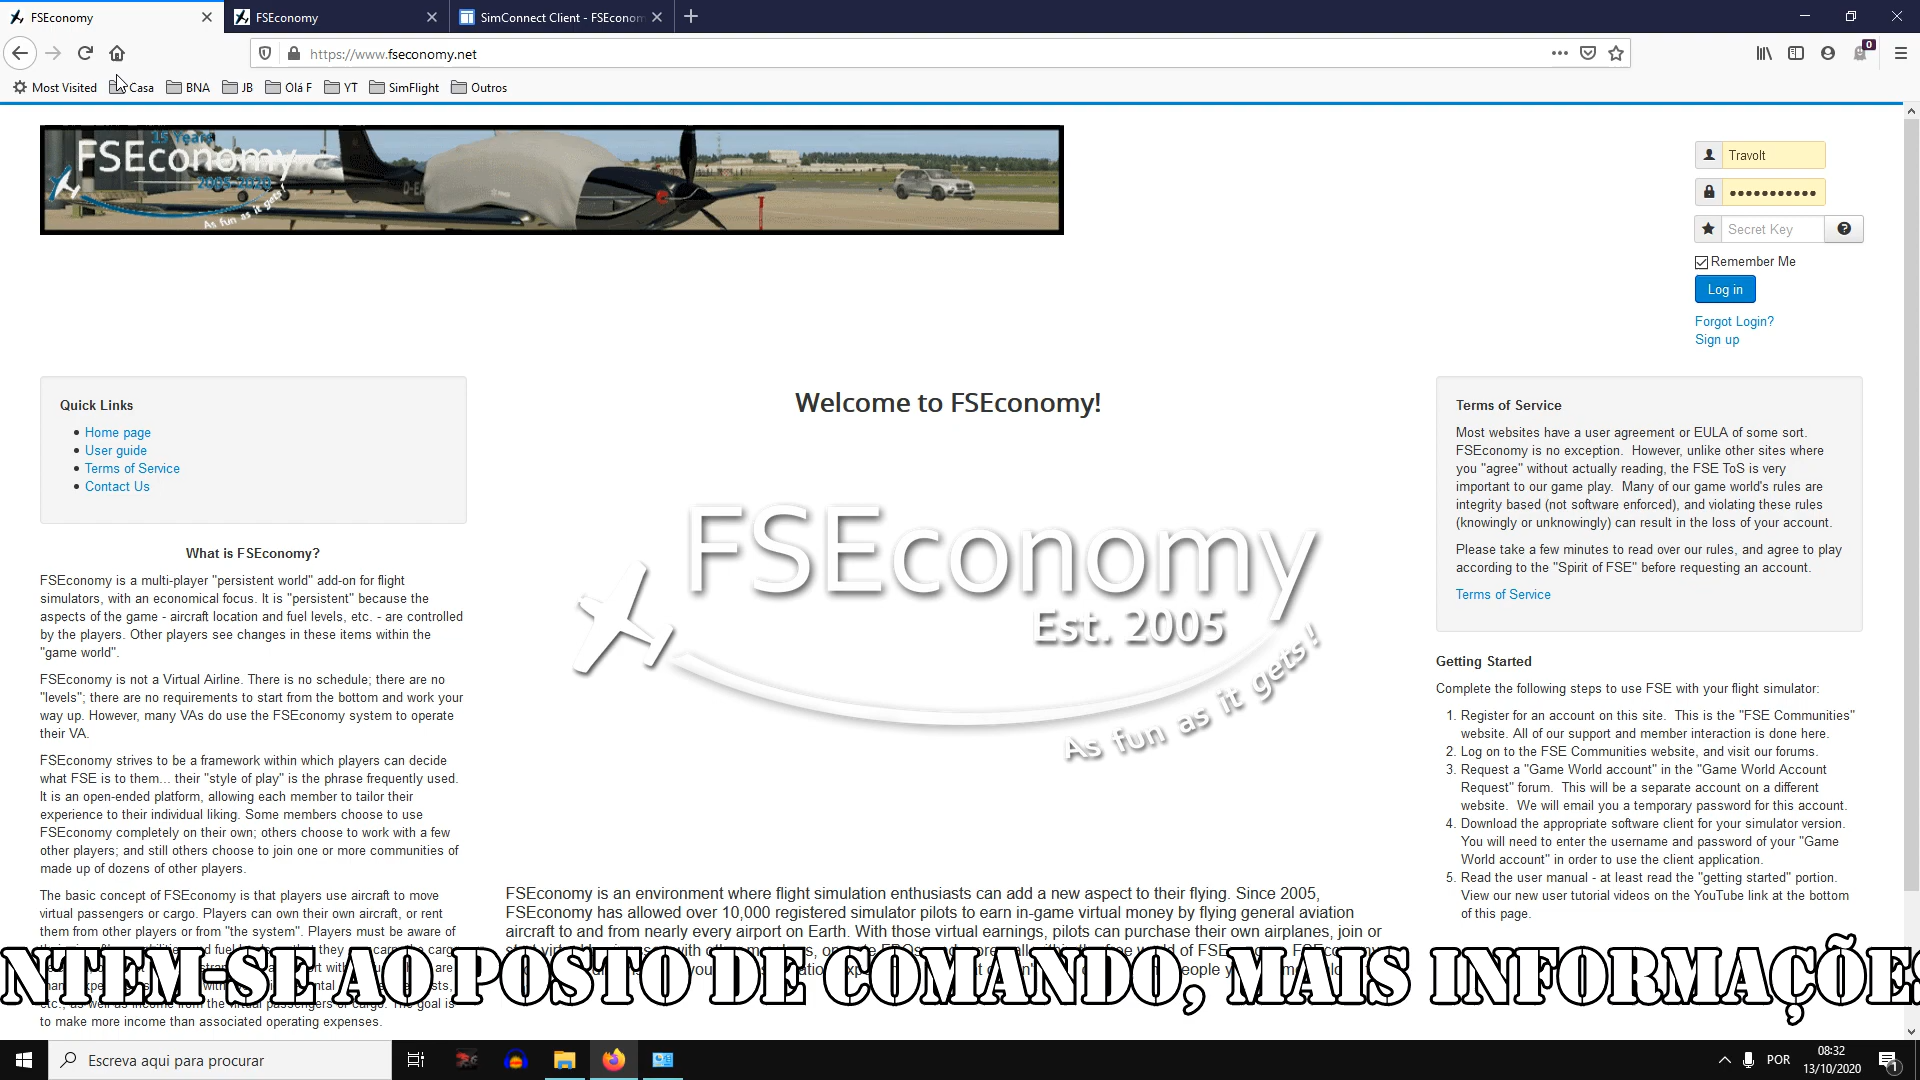 FSEconomy
FSEconomy
SimConnect Client - FSEconom
https://www.fseconomy.net
0
Most Visited
Casa
BNA
JB
Olá F
YT
SimFlight
Outros
15 Years
FSEconomy
2005-2020
As fun as it gets!
Travolt
Secret Key
Remember Me
Log in
Forgot Login?
Sign up
Quick Links
Home page
User guide
Terms of Service
Contact Us
What is FSEconomy?
FSEconomy is a multi-player "persistent world" add-on for flight
simulators, with an economical focus. It is "persistent" because the
aspects of the game - aircraft location and fuel levels, etc. - are controlled
by the players. Other players see changes in these items within the
"game world".
FSEconomy is not a Virtual Airline. There is no schedule; there are no
"levels"; there are no requirements to start from the bottom and work your
way up. However, many VAs do use the FSEconomy system to operate
their VA.
FSEconomy strives to be a framework within which players can decide
what FSE is to them... their "style of play" is the phrase frequently used.
It is an open-ended platform, allowing each member to tailor their
experience to their individual liking. Some members choose to use
FSEconomy completely on their own; others choose to work with a few
other players; and still others choose to join one or more communities of
made up of dozens of other players.
The basic concept of FSEconomy is that players use aircraft to move
virtual passengers or cargo. Players can own their own aircraft, or rent
them from other players or from "the system". Players must be aware of
to make more income than associated operating expenses.
Welcome to FSEconomy!
FSEconomy
Est. 2005
As fun as it gets!
FSEconomy is an environment where flight simulation enthusiasts can add a new aspect to their flying. Since 2005,
FSEconomy has allowed over 10,000 registered simulator pilots to earn in-game virtual money by flying general aviation
aircraft to and from nearly every airport on Earth. With those virtual earnings, pilots can purchase their own airplanes, join or
Terms of Service
Most websites have a user agreement or EULA of some sort.
FSEconomy is no exception. However, unlike other sites where
you "agree" without actually reading, the FSE ToS is very
important to our game play. Many of our game world's rules are
integrity based (not software enforced), and violating these rules
(knowingly or unknowingly) can result in the loss of your account.
Please take a few minutes to read over our rules, and agree to play
according to the "Spirit of FSE" before requesting an account.
Terms of Service
Getting Started
Complete the following steps to use FSE with your flight simulator:
1. Register for an account on this site. This is the "FSE Communities"
website. All of our support and member interaction is done here.
2. Log on to the FSE Communities website, and visit our forums.
3. Request a "Game World account" in the "Game World Account
Request" forum. This will be a separate account on a different
website. We will email you a temporary password for this account.
4. Download the appropriate software client for your simulator version.
You will need to enter the username and password of your "Game
World account" in order to use the client application.
5. Read the user manual - at least read the "getting started" portion.
View our new user tutorial videos on the YouTube link at the bottom
of this page.
NTEM-SE AO POSTO DE COMANDO, MAIS INFORMAÇÕES
Escreva aqui para procurar
POR
08:32
13/10/2020
1